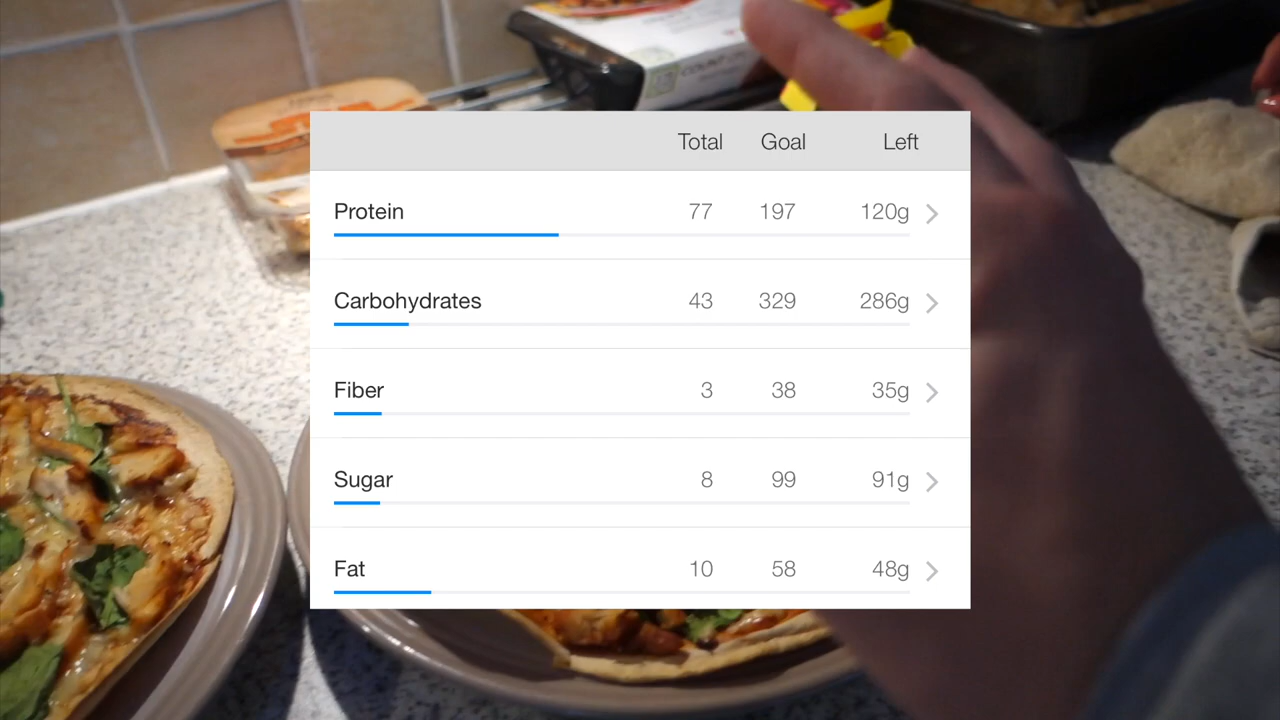 Total Goal Left
Protein 77 197 120g
Carbohydrates 43 329 286g
Fiber 3 38 35g
Sugar 8 99 91g
Fat 10 58 48g